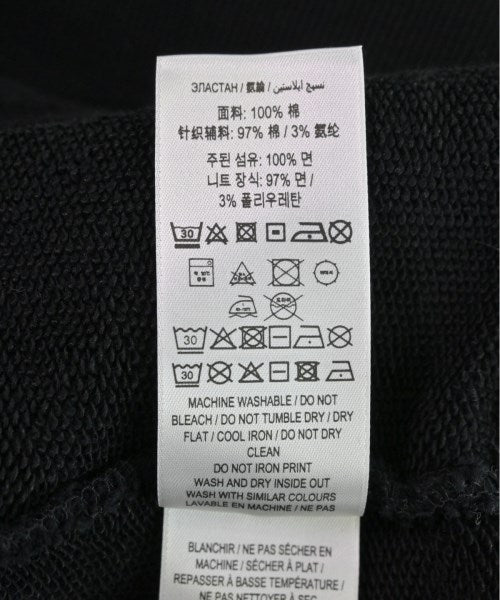 ЭЛАСТАН / 氨綸 / نسيج ايلاستين
面料: 100% 棉
针织辅料: 97% 棉 / 3% 氨纶
주된 섬유: 100% 면
니트 장식: 97% 면 /
3% 폴리우레탄
30
30
30
MACHINE WASHABLE / DO NOT
BLEACH / DO NOT TUMBLE DRY / DRY
FLAT / COOL IRON / DO NOT DRY
CLEAN
DO NOT IRON PRINT
WASH AND DRY INSIDE OUT
WASH WITH SIMILAR COLOURS
LAVABLE EN MACHINE / NE PAS
BLANCHIR / NE PAS SÉCHER EN
MACHINE / SÉCHER À PLAT /
REPASSER À BASSE TEMPÉRATURE /
NE PAS NETTOYER À SEC